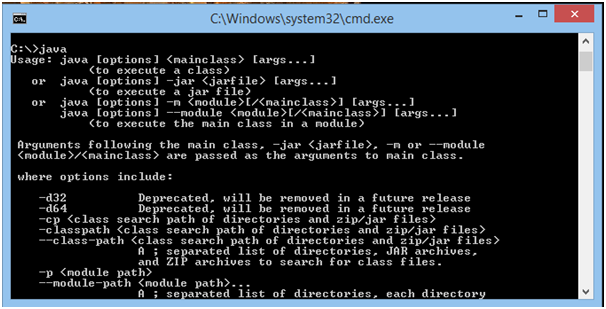 C:\Windows\system32\cmd.exe
C:\>java
Usage: java [options] <mainclass> [args...]
           (to execute a class)
   or  java [options] -jar <jarfile> [args...]
           (to execute a jar file)
   or  java [options] -m <module>[/<mainclass>] [args...]
       java [options] --module <module>[/<mainclass>] [args...]
           (to execute the main class in a module)

 Arguments following the main class, -jar <jarfile>, -m or --module
 <module>/<mainclass> are passed as the arguments to main class.

 where options include:

    -d32          Deprecated, will be removed in a future release
    -d64          Deprecated, will be removed in a future release
    -cp <class search path of directories and zip/jar files>
    -classpath <class search path of directories and zip/jar files>
    --class-path <class search path of directories and zip/jar files>
                  A ; separated list of directories, JAR archives,
                  and ZIP archives to search for class files.
    -p <module path>
    --module-path <module path>...
                  A ; separated list of directories, each directory